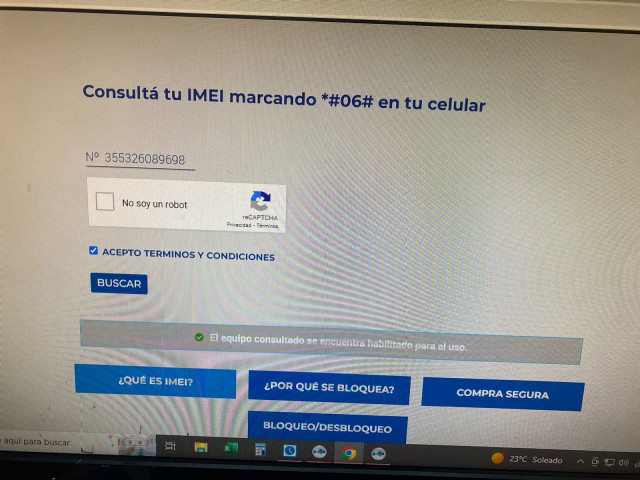 Consultá tu IMEI marcando *#06# en tu celular
Nº 355326089698
No soy un robot
reCAPTCHA
Privacidad - Términos
ACEPTO TERMINOS Y CONDICIONES
BUSCAR
El equipo consultado se encuentra habilitado para el uso.
¿QUÉ ES IMEI?
¿POR QUÉ SE BLOQUEA?
COMPRA SEGURA
BLOQUEO/DESBLOQUEO
aquí para buscar
23°C Soleado